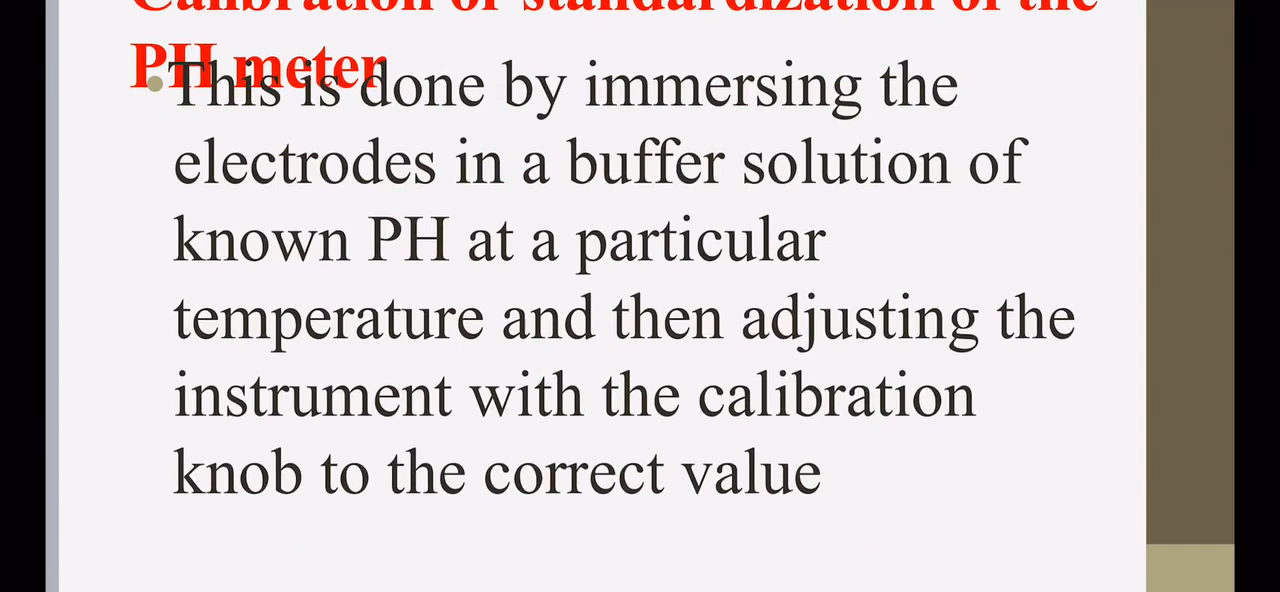 Calibration or standardization of the
PH meter
•This is done by immersing the
electrodes in a buffer solution of
known PH at a particular
temperature and then adjusting the
instrument with the calibration
knob to the correct value